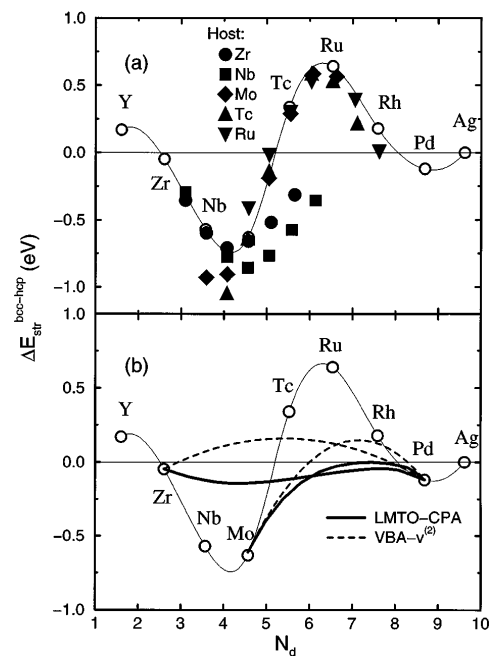 ΔE_str^bcc-hcp (eV)
1.0
0.5
0.0
-0.5
-1.0
(a)
Host:
Zr
Nb
Mo
Tc
Ru
Y
Zr
Nb
Tc
Ru
Rh
Pd
Ag
1.0
0.5
0.0
-0.5
-1.0
(b)
Y
Zr
Nb
Mo
Tc
Ru
Rh
Pd
Ag
LMTO-CPA
VBA-v^(2)
1 2 3 4 5 6 7 8 9 10
N_d